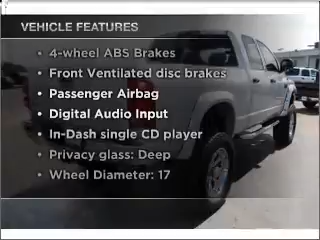 VEHICLE FEATURES
4-wheel ABS Brakes
Front Ventilated disc brakes
Passenger Airbag
Digital Audio Input
In-Dash single CD player
Privacy glass: Deep
Wheel Diameter: 17